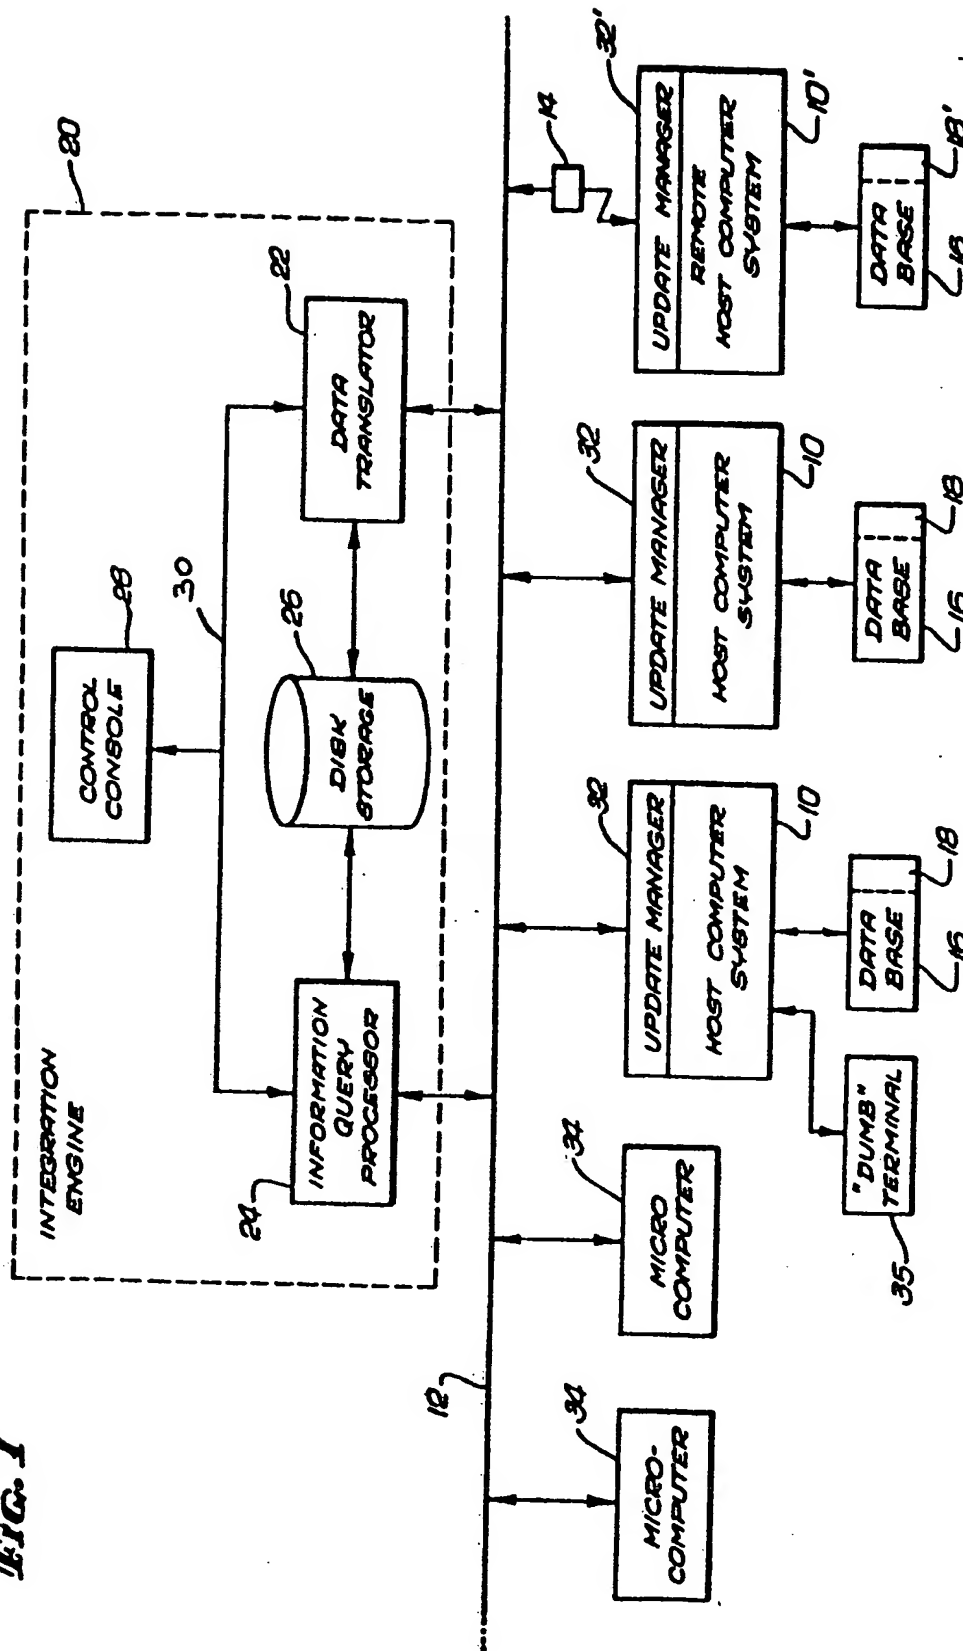 FIG. 1
INTEGRATION
ENGINE
20
CONTROL
CONSOLE
28
30
24
INFORMATION
QUERY
PROCESSOR
26
DISK
STORAGE
22
DATA
TRANSLATOR
12
34
MICRO-
COMPUTER
34
MICRO
COMPUTER
32
UPDATE MANAGER
HOST COMPUTER
SYSTEM
10
32
UPDATE MANAGER
HOST COMPUTER
SYSTEM
10
14
32'
UPDATE MANAGER
REMOTE
HOST COMPUTER
SYSTEM
10'
35
"DUMB"
TERMINAL
16
DATA
BASE
18
16
DATA
BASE
18
16
DATA
BASE
18'